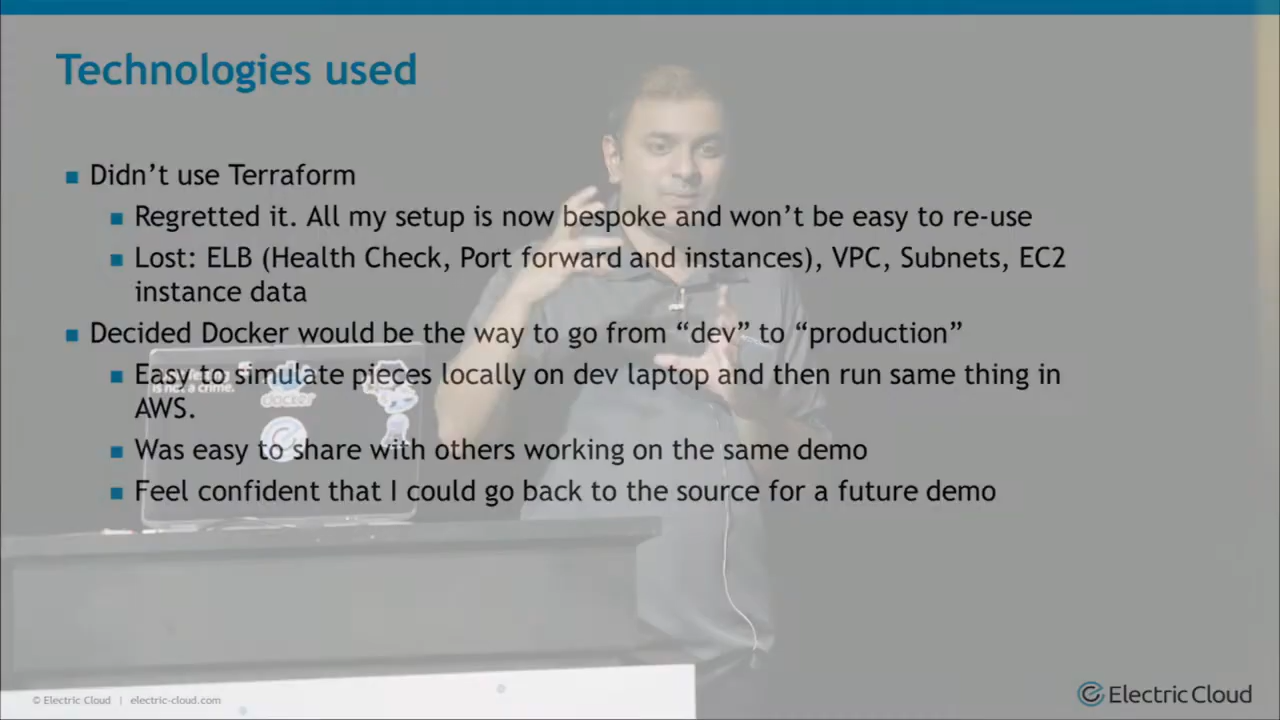 Technologies used
Didn’t use Terraform
Regretted it. All my setup is now bespoke and won’t be easy to re-use
Lost: ELB (Health Check, Port forward and instances), VPC, Subnets, EC2
instance data
Decided Docker would be the way to go from “dev” to “production”
Easy to simulate pieces locally on dev laptop and then run same thing in
AWS.
is not a crime.
docker
Was easy to share with others working on the same demo
Feel confident that I could go back to the source for a future demo
© Electric Cloud | electric-cloud.com
Electric Cloud